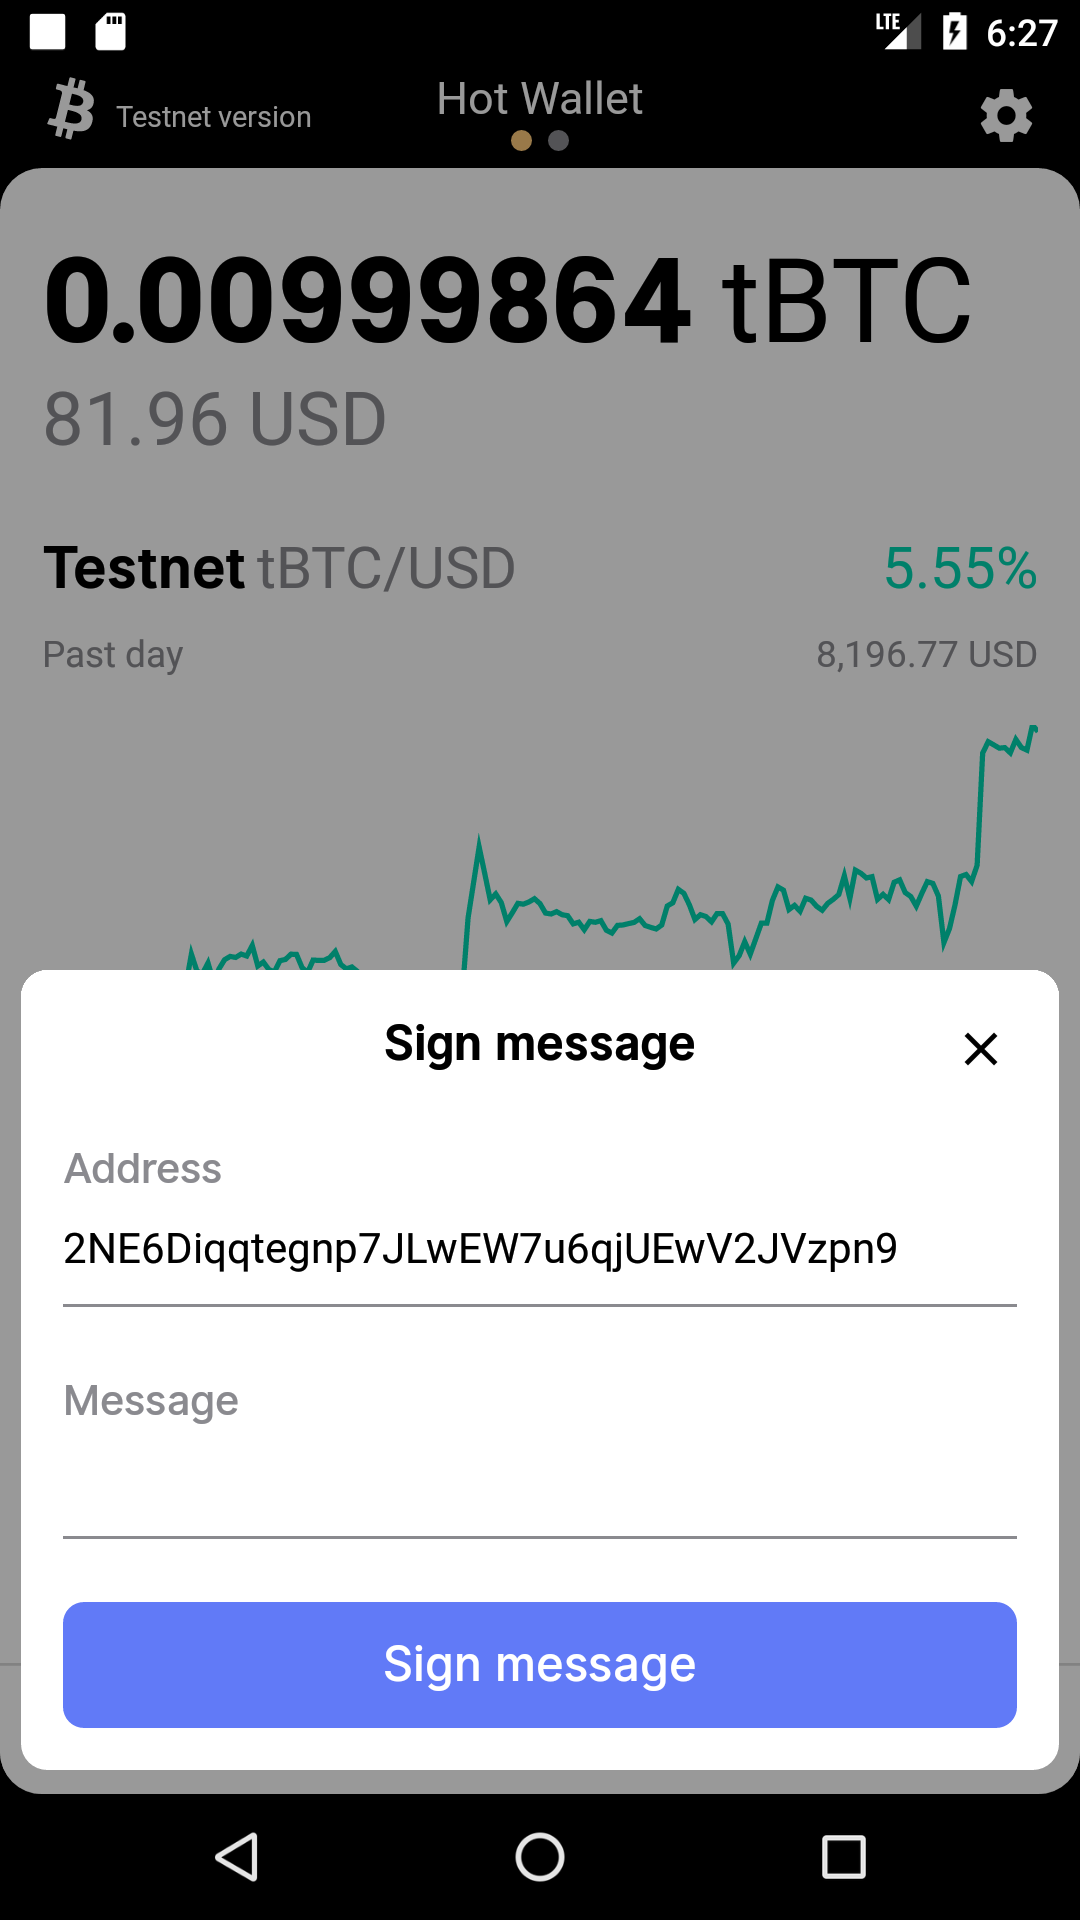 LTE 6:27
Testnet version
Hot Wallet
0.00999864 tBTC
81.96 USD
Testnet tBTC/USD 5.55%
Past day 8,196.77 USD
Sign message
Address
2NE6Diqqtegnp7JLwEW7u6qjUEwV2JVzpn9
Message
Sign message